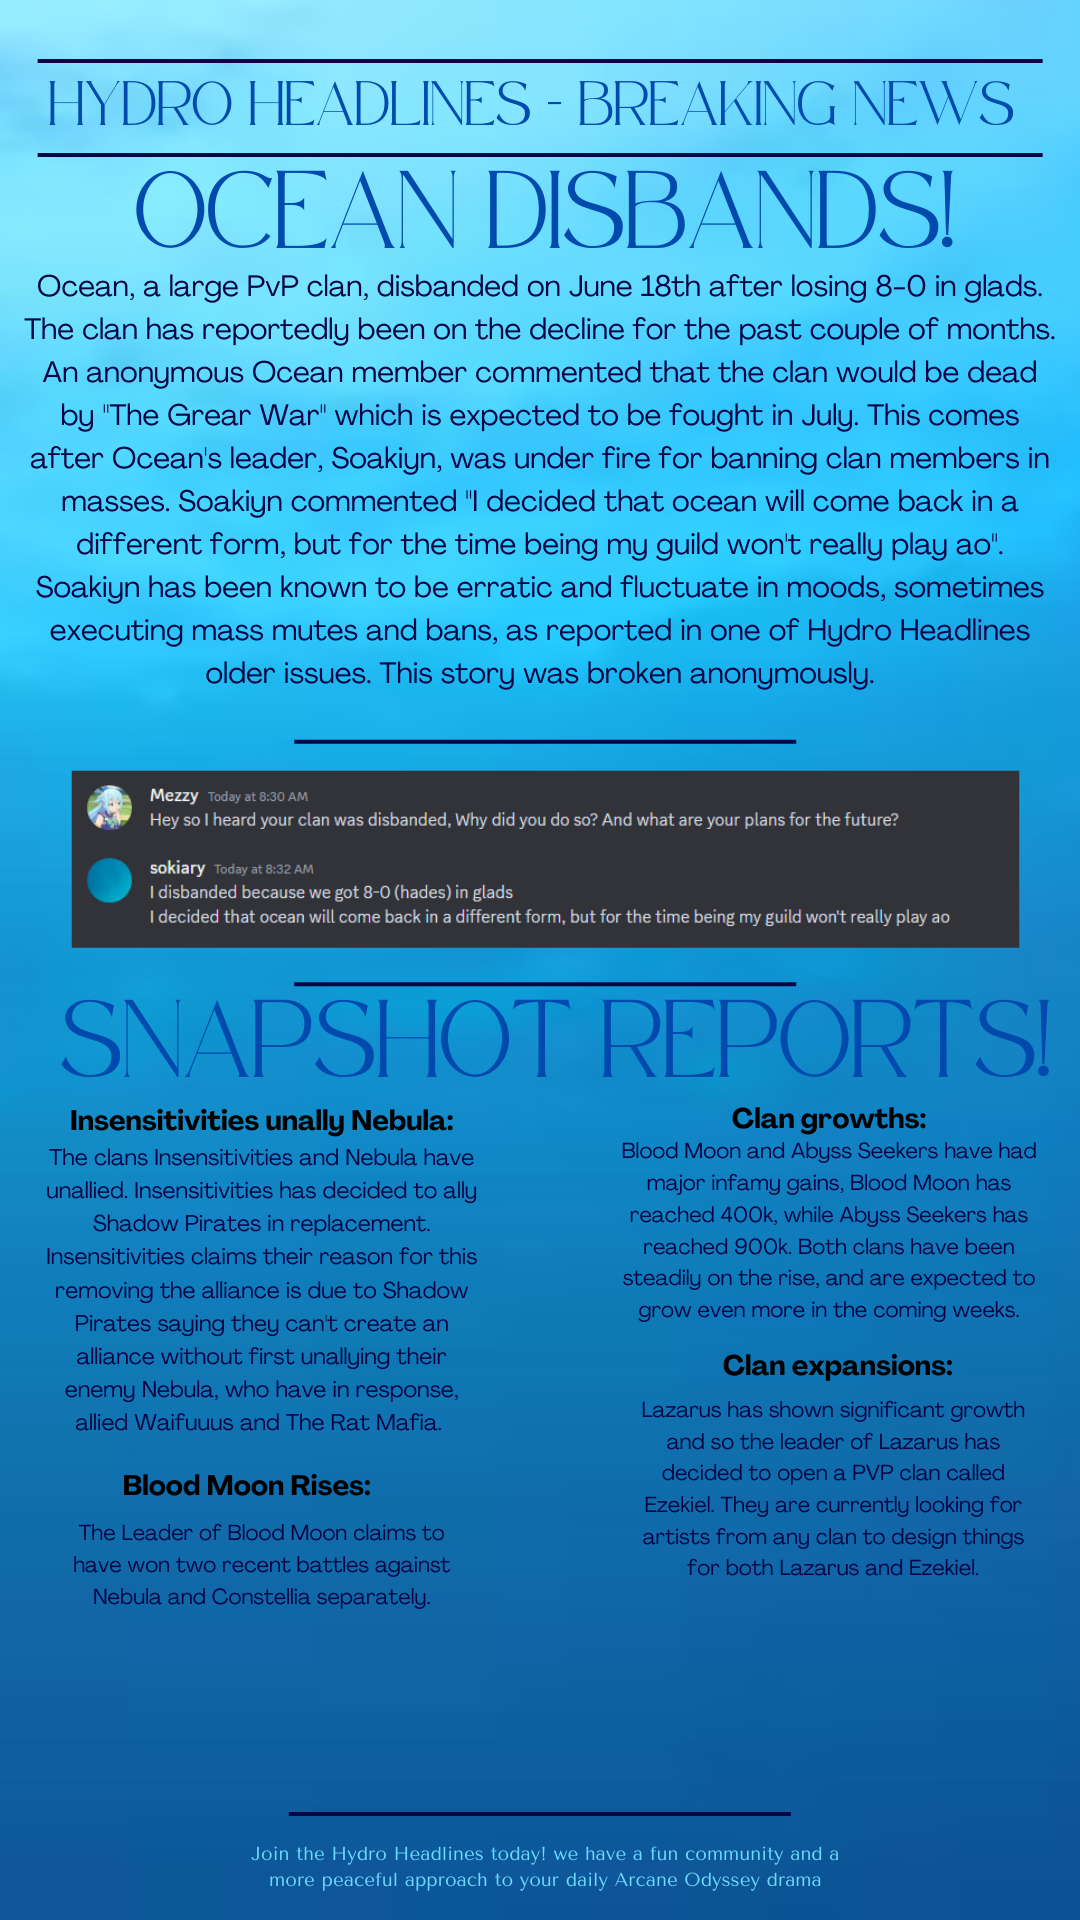 HYDRO HEADLINES - BREAKING NEWS
OCEAN DISBANDS!
Ocean, a large PvP clan, disbanded on June 18th after losing 8-0 in glads.
The clan has reportedly been on the decline for the past couple of months.
An anonymous Ocean member commented that the clan would be dead
by "The Grear War" which is expected to be fought in July. This comes
after Ocean's leader, Soakiyn, was under fire for banning clan members in
masses. Soakiyn commented "I decided that ocean will come back in a
different form, but for the time being my guild won't really play ao".
Soakiyn has been known to be erratic and fluctuate in moods, sometimes
executing mass mutes and bans, as reported in one of Hydro Headlines
older issues. This story was broken anonymously.
Mezzy Today at 8:30 AM
Hey so I heard your clan was disbanded, Why did you do so? And what are your plans for the future?
sokiary Today at 8:32 AM
I disbanded because we got 8-0 (hades) in glads
I decided that ocean will come back in a different form, but for the time being my guild won't really play ao
SNAPSHOT REPORTS!
Insensitivities unally Nebula:
The clans Insensitivities and Nebula have
unallied. Insensitivities has decided to ally
Shadow Pirates in replacement.
Insensitivities claims their reason for this
removing the alliance is due to Shadow
Pirates saying they can't create an
alliance without first unallying their
enemy Nebula, who have in response,
allied Waifuuus and The Rat Mafia.
Blood Moon Rises:
The Leader of Blood Moon claims to
have won two recent battles against
Nebula and Constellia separately.
Clan growths:
Blood Moon and Abyss Seekers have had
major infamy gains, Blood Moon has
reached 400k, while Abyss Seekers has
reached 900k. Both clans have been
steadily on the rise, and are expected to
grow even more in the coming weeks.
Clan expansions:
Lazarus has shown significant growth
and so the leader of Lazarus has
decided to open a PVP clan called
Ezekiel. They are currently looking for
artists from any clan to design things
for both Lazarus and Ezekiel.
Join the Hydro Headlines today! we have a fun community and a
more peaceful approach to your daily Arcane Odyssey drama